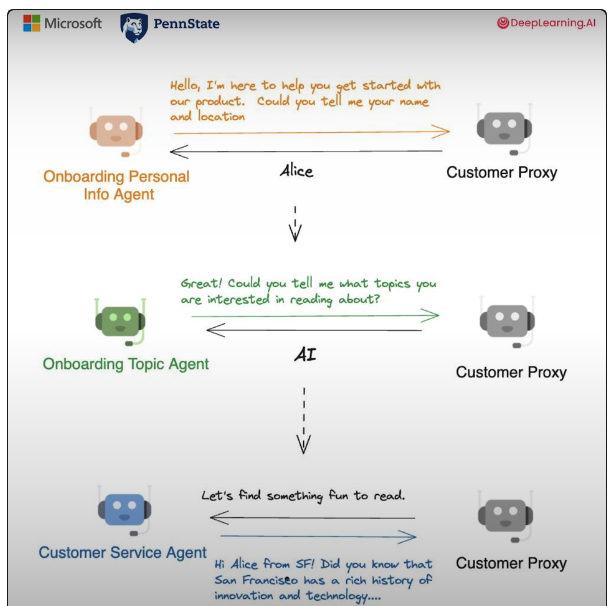 Microsoft
PennState
DeepLearning.AI
Hello, I'm here to help you get started with
our product. Could you tell me your name
and location
Onboarding Personal
Info Agent
Alice
Customer Proxy
Great! Could you tell me what topics you
are interested in reading about?
Onboarding Topic Agent
AI
Customer Proxy
Let's find something fun to read.
Customer Service Agent
Customer Proxy
Hi Alice from SF! Did you know that
San Francisco has a rich history of
innovation and technology....